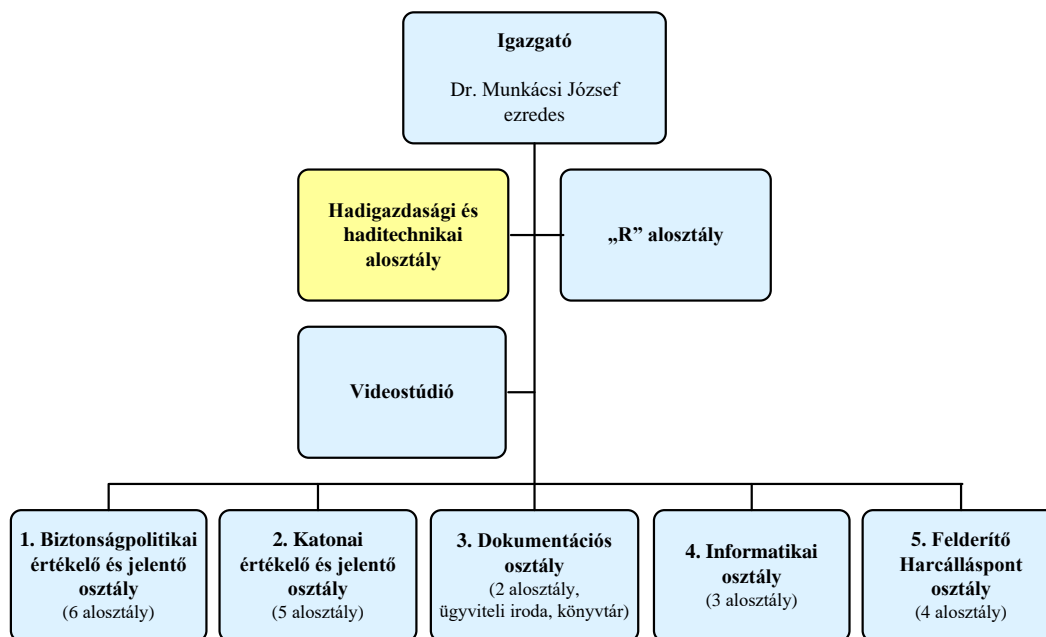 Igazgató
Dr. Munkácsi József
ezredes
Hadigazdasági és
haditechnikai
alosztály
„R” alosztály
Videostúdió
1. Biztonságpolitikai
értékelő és jelentő
osztály
(6 alosztály)
2. Katonai
értékelő és jelentő
osztály
(5 alosztály)
3. Dokumentációs
osztály
(2 alosztály,
ügyviteli iroda, könyvtár)
4. Informatikai
osztály
(3 alosztály)
5. Felderítő
Harcálláspont
osztály
(4 alosztály)